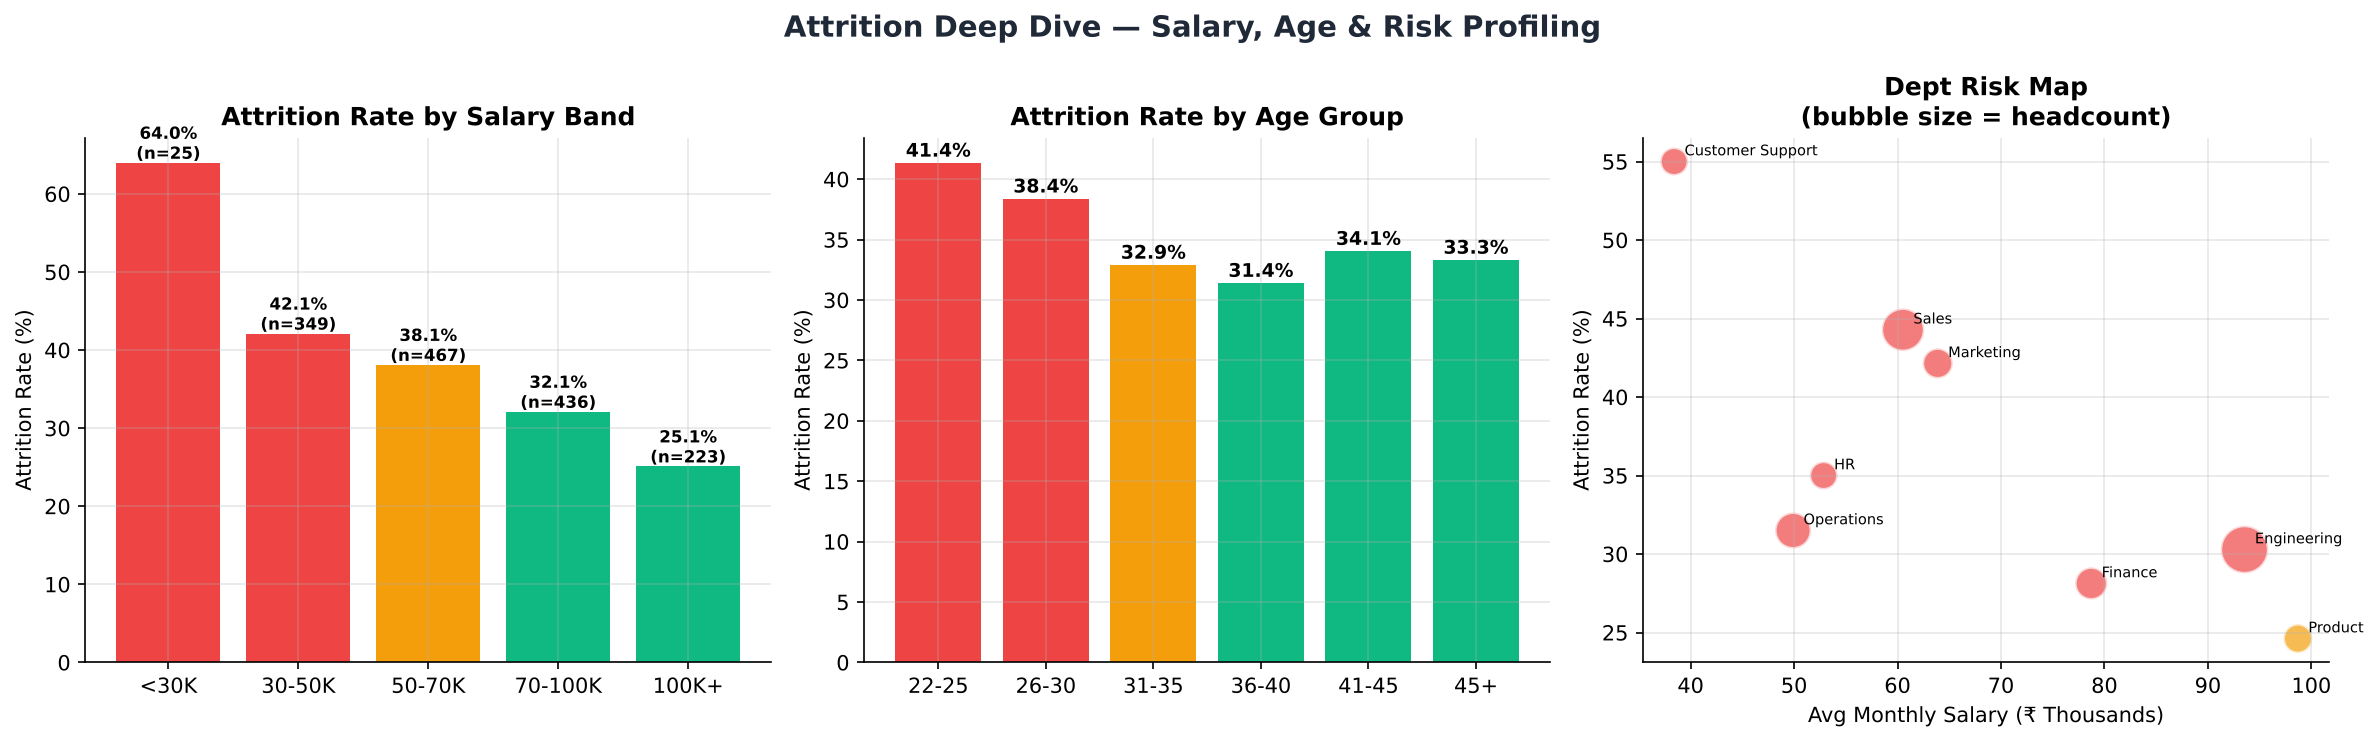 Attrition Deep Dive — Salary, Age & Risk Profiling
Attrition Rate by Salary Band
Attrition Rate (%)
60
50
40
30
20
10
0
64.0%
(n=25)
42.1%
(n=349)
38.1%
(n=467)
32.1%
(n=436)
25.1%
(n=223)
<30K
30-50K
50-70K
70-100K
100K+
Attrition Rate by Age Group
Attrition Rate (%)
40
35
30
25
20
15
10
5
0
41.4%
38.4%
32.9%
31.4%
34.1%
33.3%
22-25
26-30
31-35
36-40
41-45
45+
Dept Risk Map
(bubble size = headcount)
Attrition Rate (%)
55
50
45
40
35
30
25
Customer Support
Sales
Marketing
HR
Operations
Engineering
Finance
Product
40
50
60
70
80
90
100
Avg Monthly Salary (₹ Thousands)